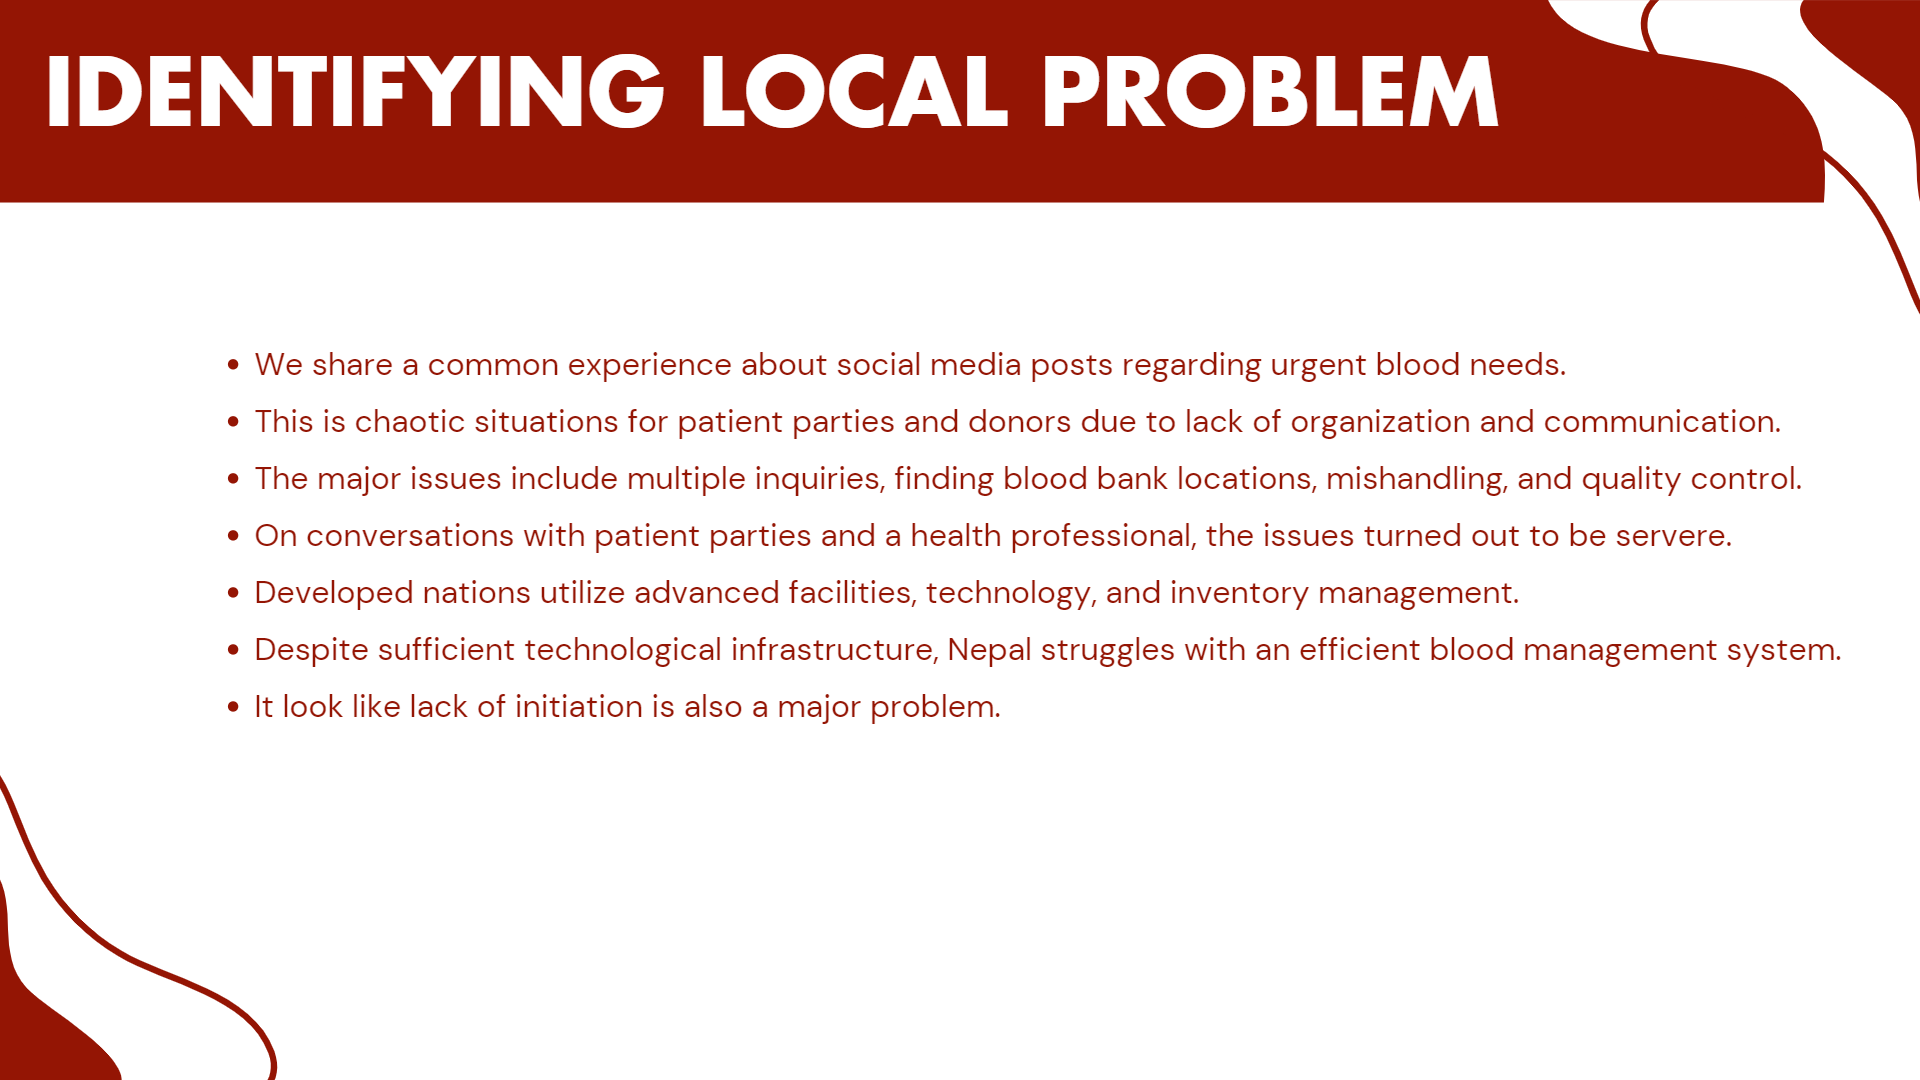 IDENTIFYING LOCAL PROBLEM
• We share a common experience about social media posts regarding urgent blood needs.
• This is chaotic situations for patient parties and donors due to lack of organization and communication.
• The major issues include multiple inquiries, finding blood bank locations, mishandling, and quality control.
• On conversations with patient parties and a health professional, the issues turned out to be servere.
• Developed nations utilize advanced facilities, technology, and inventory management.
• Despite sufficient technological infrastructure, Nepal struggles with an efficient blood management system.
• It look like lack of initiation is also a major problem.